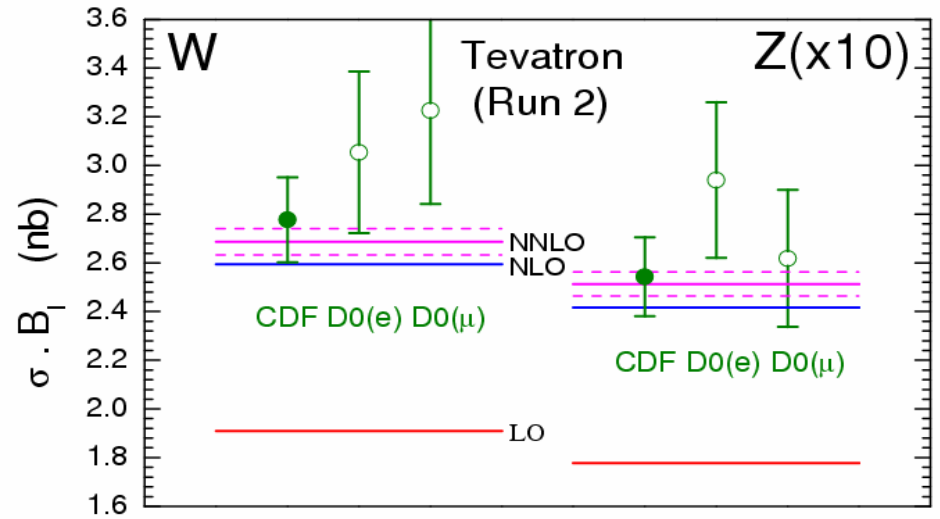 W
Tevatron
(Run 2)
Z(x10)
σ . B_l (nb)
3.6
3.4
3.2
3.0
2.8
2.6
2.4
2.2
2.0
1.8
1.6
NNLO
NLO
CDF D0(e) D0(μ)
CDF D0(e) D0(μ)
LO